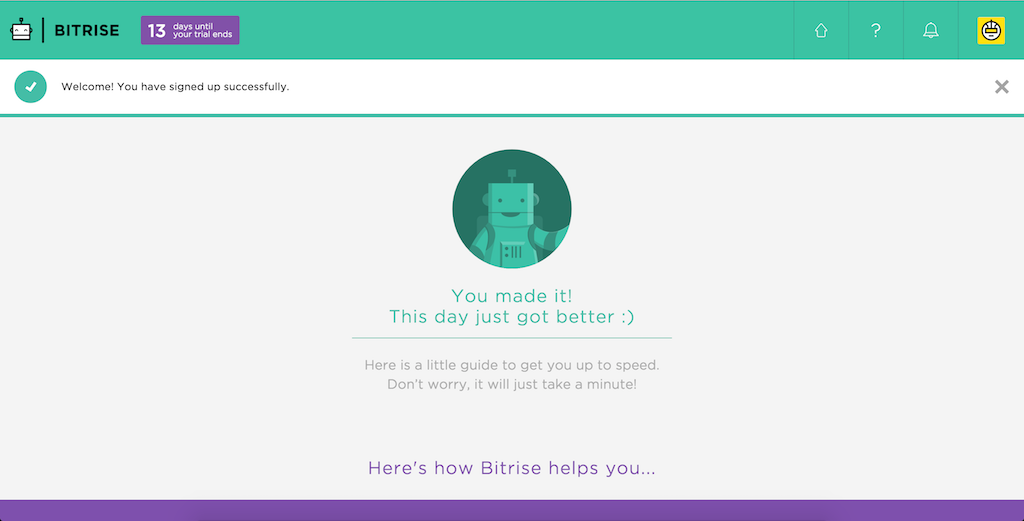 BITRISE
13 days until
your trial ends
?
Welcome! You have signed up successfully.
You made it!
This day just got better :)
Here is a little guide to get you up to speed.
Don't worry, it will just take a minute!
Here's how Bitrise helps you...